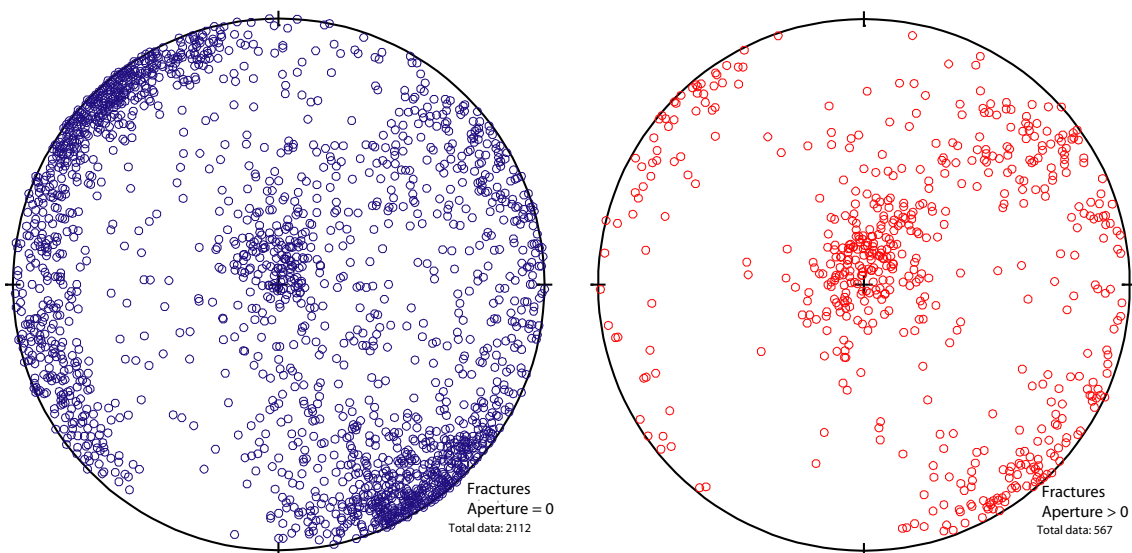 Fractures
Aperture = 0
Total data: 2112
Fractures
Aperture > 0
Total data: 567